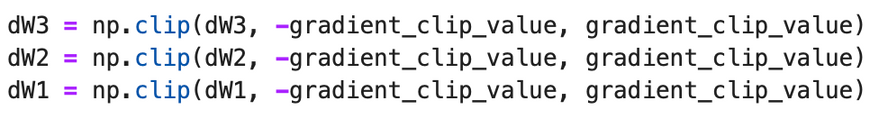 dW3 = np.clip(dW3, -gradient_clip_value, gradient_clip_value)
dW2 = np.clip(dW2, -gradient_clip_value, gradient_clip_value)
dW1 = np.clip(dW1, -gradient_clip_value, gradient_clip_value)